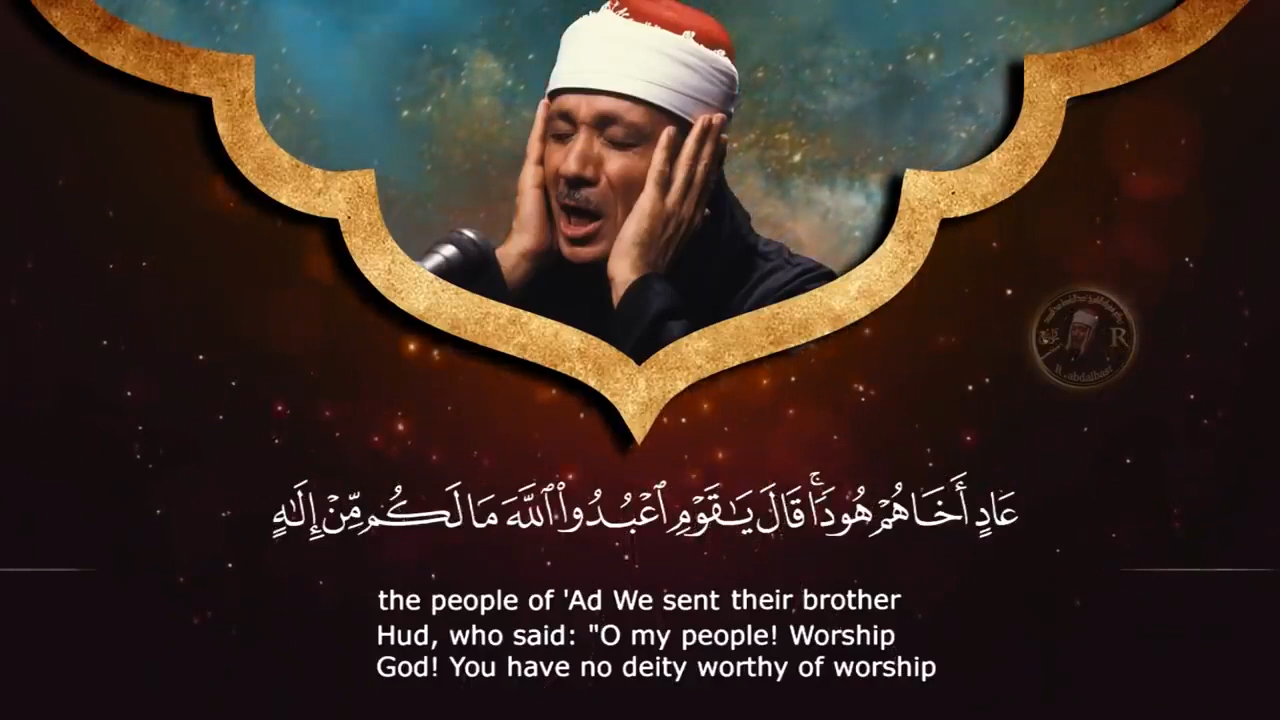 عَادٍ أَخَاهُمْ هُودًا ۚ قَالَ يَـٰقَوْمِ ٱعْبُدُوا۟ ٱللَّهَ مَا لَكُم مِّنْ إِلَـٰهٍ
the people of 'Ad We sent their brother
Hud, who said: "O my people! Worship
God! You have no deity worthy of worship
R
R_abdalbast